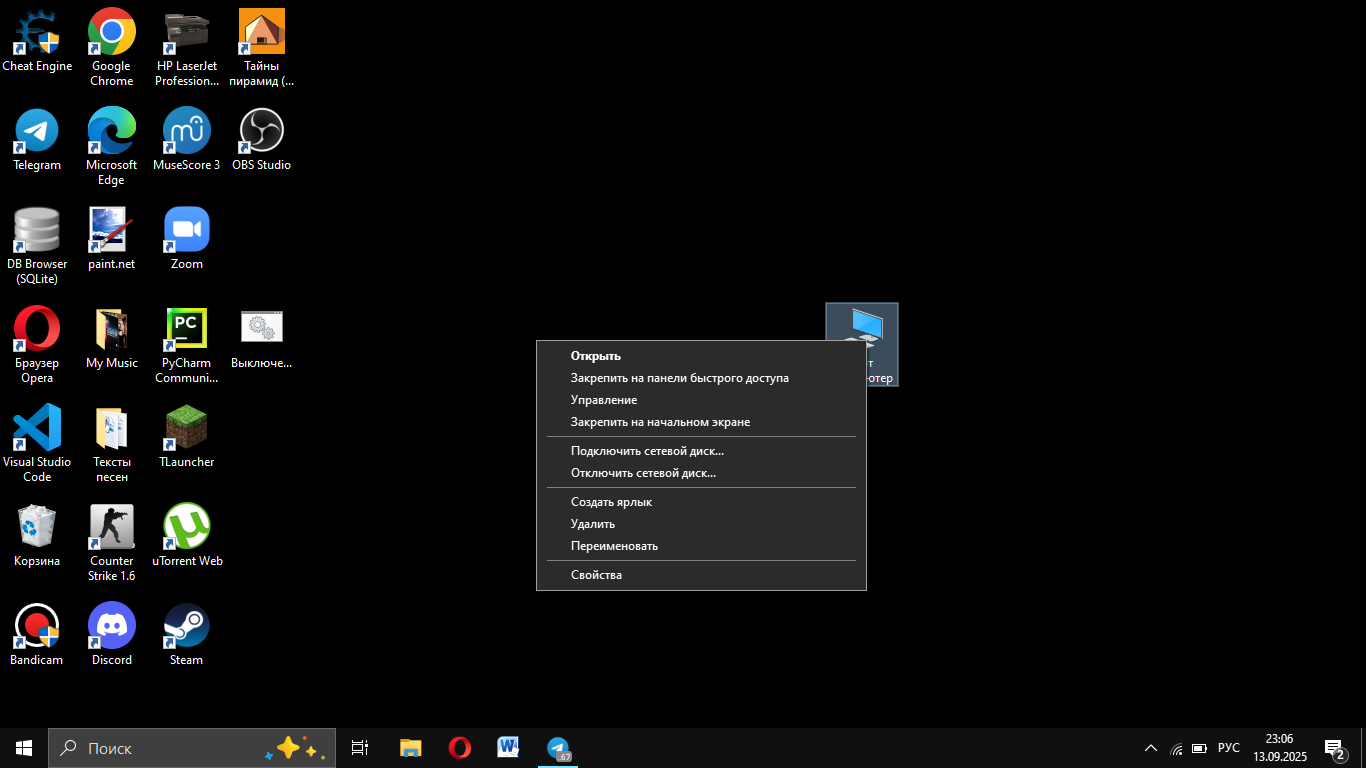 Cheat Engine
Google
Chrome
HP LaserJet
Profession...
Тайны
пирамид (...
Telegram
Microsoft
Edge
MuseScore 3
OBS Studio
DB Browser
(SQLite)
paint.net
Zoom
Браузер
Opera
My Music
PC
PyCharm
Communi...
Выключе...
Visual Studio
Code
Тексты
песен
TLauncher
Корзина
Counter
Strike 1.6
uTorrent Web
Bandicam
Discord
Steam
Открыть
Закрепить на панели быстрого доступа
Управление
Закрепить на начальном экране
Подключить сетевой диск...
Отключить сетевой диск...
Создать ярлык
Удалить
Переименовать
Свойства
Поиск
67
РУС
23:06
13.09.2025
2